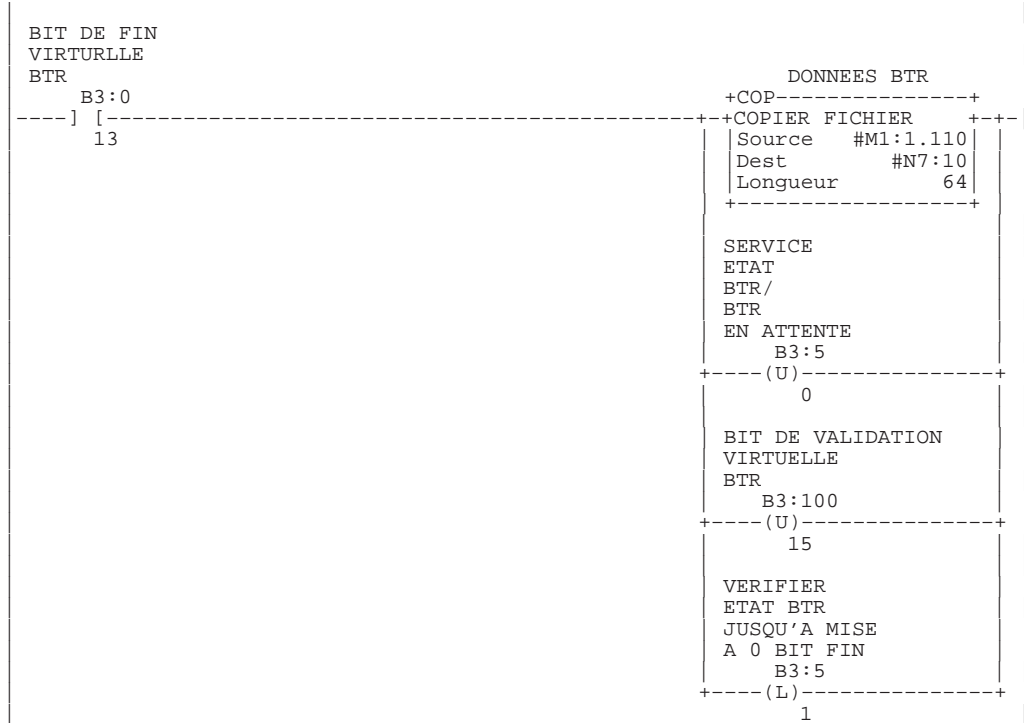 BIT DE FIN
VIRTURLLE
BTR DONNEES BTR
B3:0 +COP---------------+
----] [--------------------------------------------+-+COPIER FICHIER +-+-
13 | |Source #M1:1.110| |
|Dest #N7:10|
|Longueur 64|
+------------------+
SERVICE
ETAT
BTR/
BTR
EN ATTENTE
B3:5
+----(U)--------------+
0
BIT DE VALIDATION
VIRTUELLE
BTR
B3:100
+----(U)--------------+
15
VERIFIER
ETAT BTR
JUSQU'A MISE
A 0 BIT FIN
B3:5
+----(L)--------------+
1